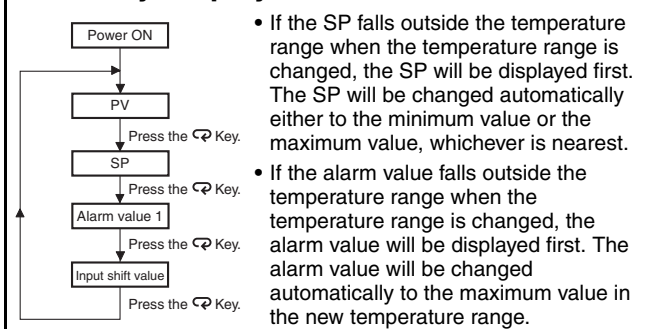 Power ON
PV
Press the Key.
SP
Press the Key.
Alarm value 1
Press the Key.
Input shift value
Press the Key.
• If the SP falls outside the temperature
range when the temperature range is
changed, the SP will be displayed first.
The SP will be changed automatically
either to the minimum value or the
maximum value, whichever is nearest.
• If the alarm value falls outside the
temperature range when the
temperature range is changed, the
alarm value will be displayed first. The
alarm value will be changed
automatically to the maximum value in
the new temperature range.